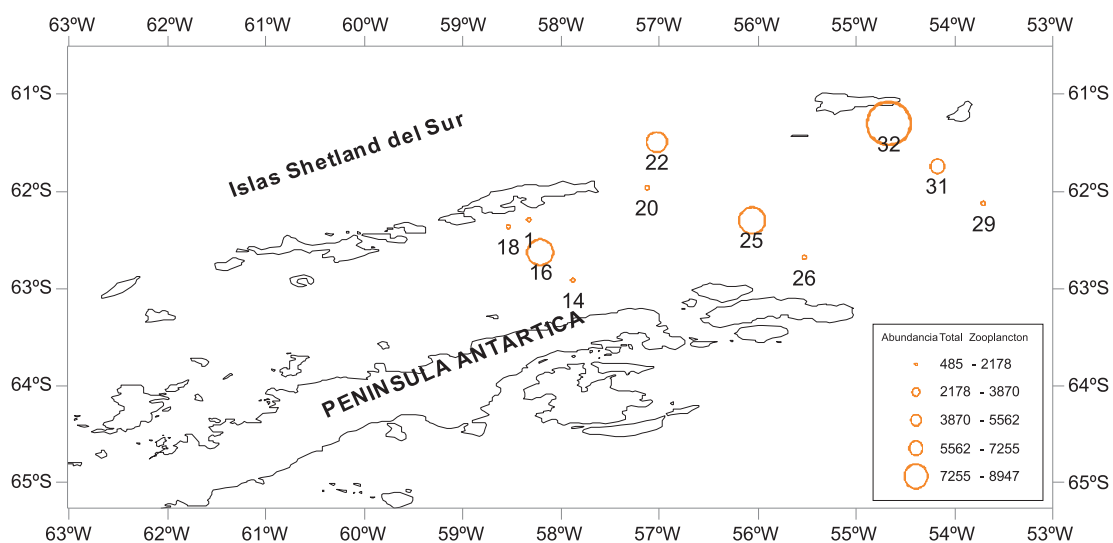 63ºW 62ºW 61ºW 60ºW 59ºW 58ºW 57ºW 56ºW 55ºW 54ºW 53ºW
61ºS 61ºS
Islas Shetland del Sur
32
22
31
62ºS 62ºS
20
29
1
18
25
16
26
63ºS 63ºS
14
PENINSULA ANTARTICA
Abundancia Total Zooplancton
485 - 2178
2178 - 3870
3870 - 5562
5562 - 7255
7255 - 8947
64ºS 64ºS
65ºS 65ºS
63ºW 62ºW 61ºW 60ºW 59ºW 58ºW 57ºW 56ºW 55ºW 54ºW 53ºW